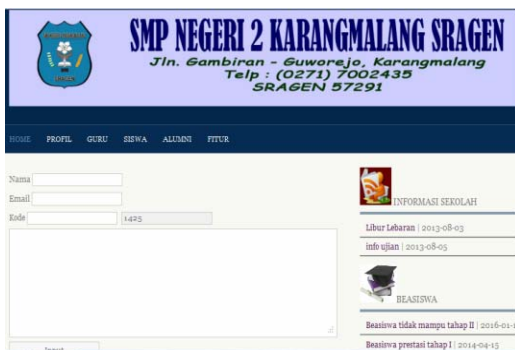 SMP NEGERI 2 KARANGMALANG SRAGEN
Jln. Gambiran - Guworejo, Karangmalang
Telp : (0271) 7002435
SRAGEN 57291
HOME PROFIL GURU SISWA ALUMNI FITUR
Nama
Email
Kode 1425
INFORMASI SEKOLAH
Libur Lebaran | 2013-08-03
info ujian | 2013-08-05
BEASISWA
Beasiswa tidak mampu tahap II | 2016-01-1
Beasiswa prestasi tahap I | 2014-04-15